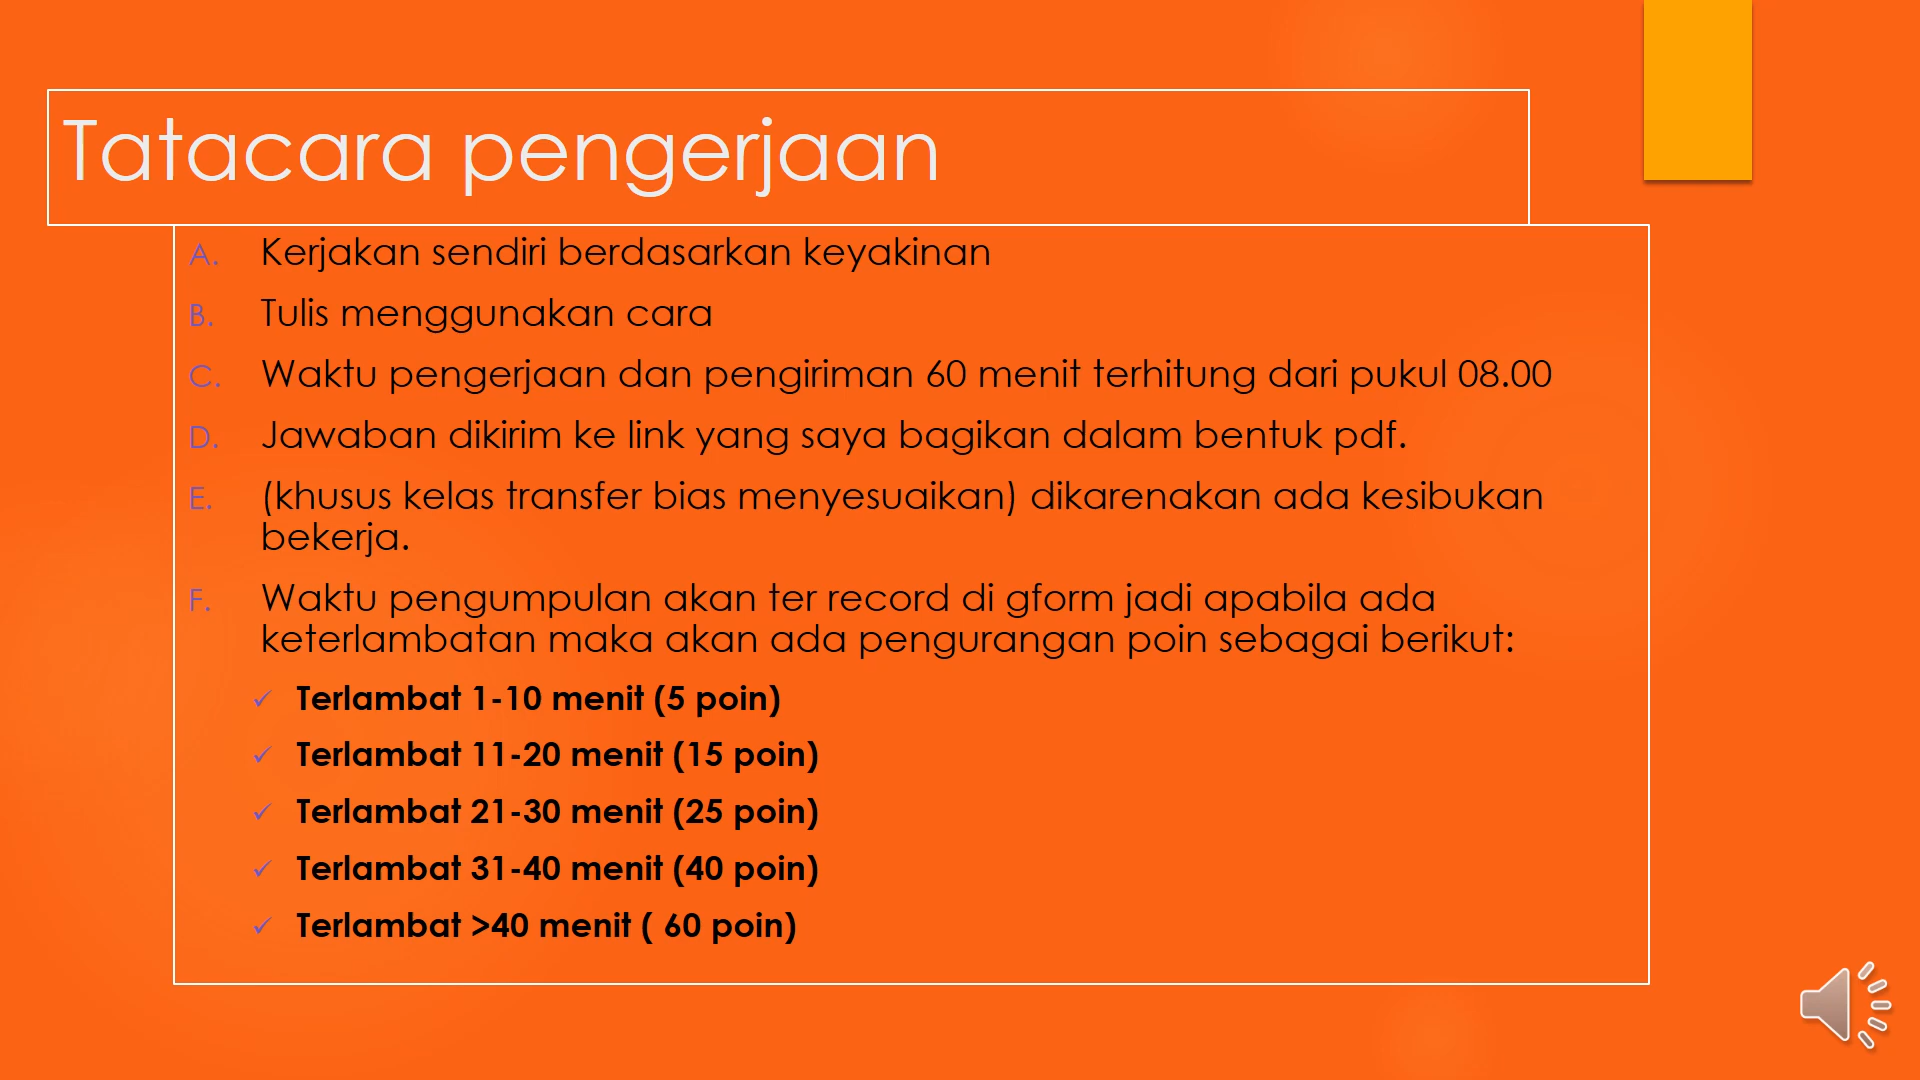 Tatacara pengerjaan
A. Kerjakan sendiri berdasarkan keyakinan
B. Tulis menggunakan cara
C. Waktu pengerjaan dan pengiriman 60 menit terhitung dari pukul 08.00
D. Jawaban dikirim ke link yang saya bagikan dalam bentuk pdf.
E. (khusus kelas transfer bias menyesuaikan) dikarenakan ada kesibukan
bekerja.
F. Waktu pengumpulan akan ter record di gform jadi apabila ada
keterlambatan maka akan ada pengurangan poin sebagai berikut:
✓ Terlambat 1-10 menit (5 poin)
✓ Terlambat 11-20 menit (15 poin)
✓ Terlambat 21-30 menit (25 poin)
✓ Terlambat 31-40 menit (40 poin)
✓ Terlambat >40 menit ( 60 poin)